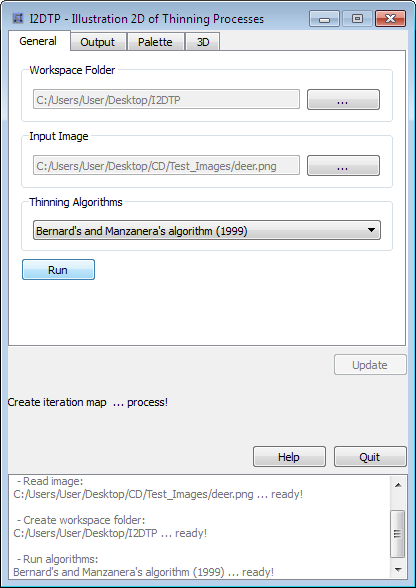 I2DTP - Illustration 2D of Thinning Processes
General Output Palette 3D
Workspace Folder
C:/Users/User/Desktop/I2DTP ...
Input Image
C:/Users/User/Desktop/CD/Test_Images/deer.png ...
Thinning Algorithms
Bernard's and Manzanera's algorithm (1999)
Run
Update
Create iteration map ... process!
Help Quit
- Read image:
C:/Users/User/Desktop/CD/Test_Images/deer.png ... ready!
- Create workspace folder:
C:/Users/User/Desktop/I2DTP ... ready!
- Run algorithms:
Bernard's and Manzanera's algorithm (1999) ... ready!